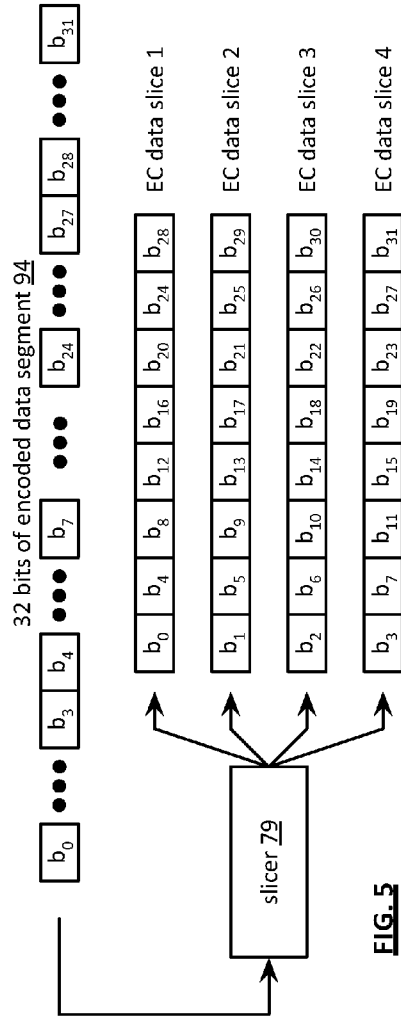 32 bits of encoded data segment 94
b0 ●●● b3 b4 ●●● b7 ●●● b24 ●●● b27 b28 ●●● b31
b0 b4 b8 b12 b16 b20 b24 b28 EC data slice 1
b1 b5 b9 b13 b17 b21 b25 b29 EC data slice 2
slicer 79
b2 b6 b10 b14 b18 b22 b26 b30 EC data slice 3
b3 b7 b11 b15 b19 b23 b27 b31 EC data slice 4
FIG. 5